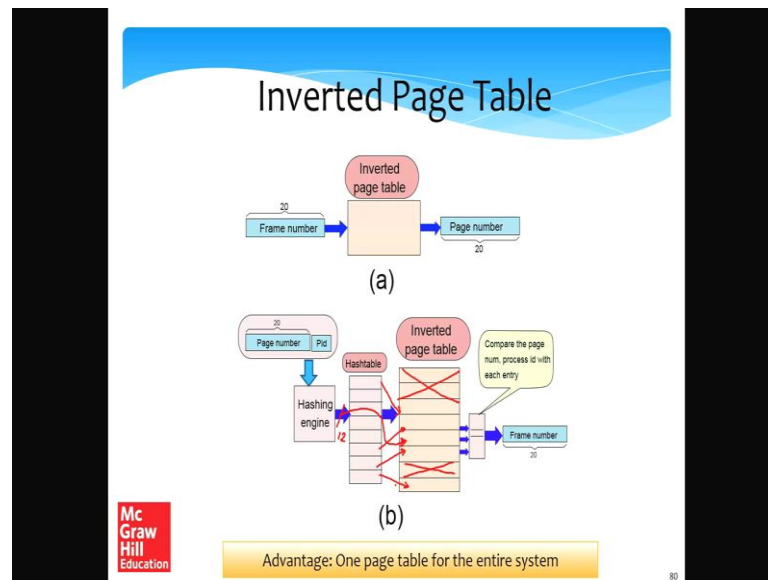 Inverted Page Table
Inverted
page table
20
Frame number
Page number
20
(a)
20
Page number
Pid
Hashing
engine
12
Hashtable
Inverted
page table
Compare the page
num, process id with
each entry
Frame number
20
(b)
Mc
Graw
Hill
Education
Advantage: One page table for the entire system
80